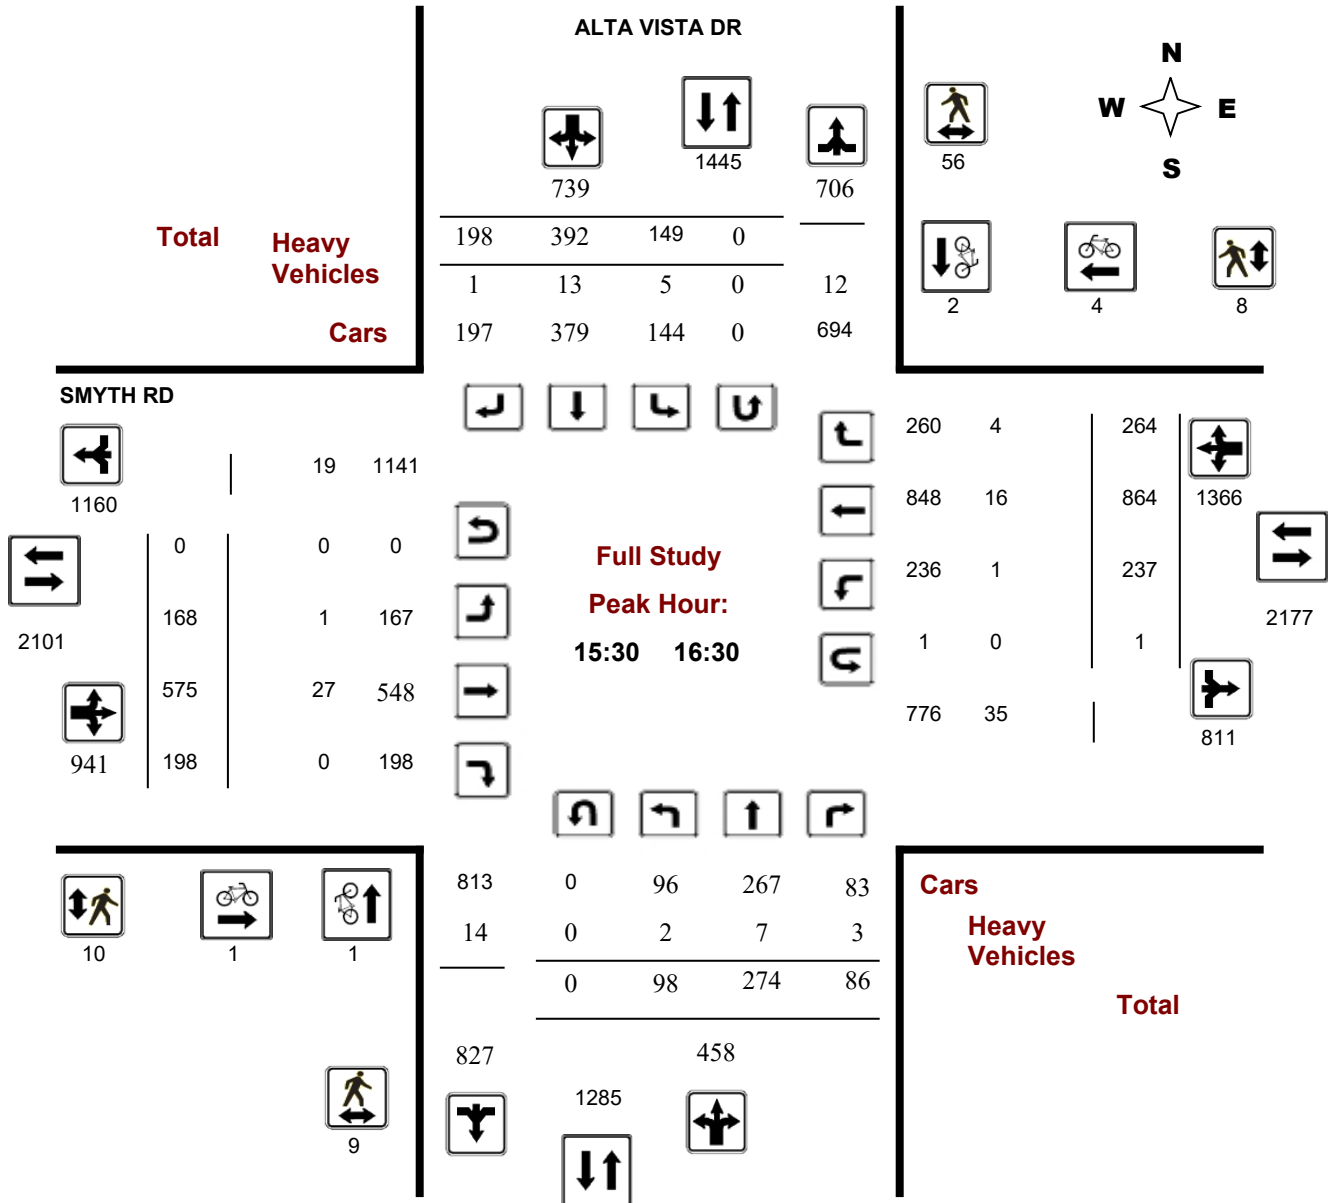 ALTA VISTA DR
N
W E
S
739
1445
706
56
Total Heavy Vehicles
198 392 149 0
1 13 5 0 12
Cars
197 379 144 0 694
2 4 8
SMYTH RD
1160
19 1141
0 0 0
2101
168 1 167
575 27 548
941
198 0 198
Full Study
Peak Hour:
15:30 16:30
260 4 264
1366
848 16 864
236 1 237
2177
1 0 1
776 35
811
10 1 1
9
813 0 96 267 83
14 0 2 7 3
0 98 274 86
827 458
1285
Cars
Heavy
Vehicles
Total